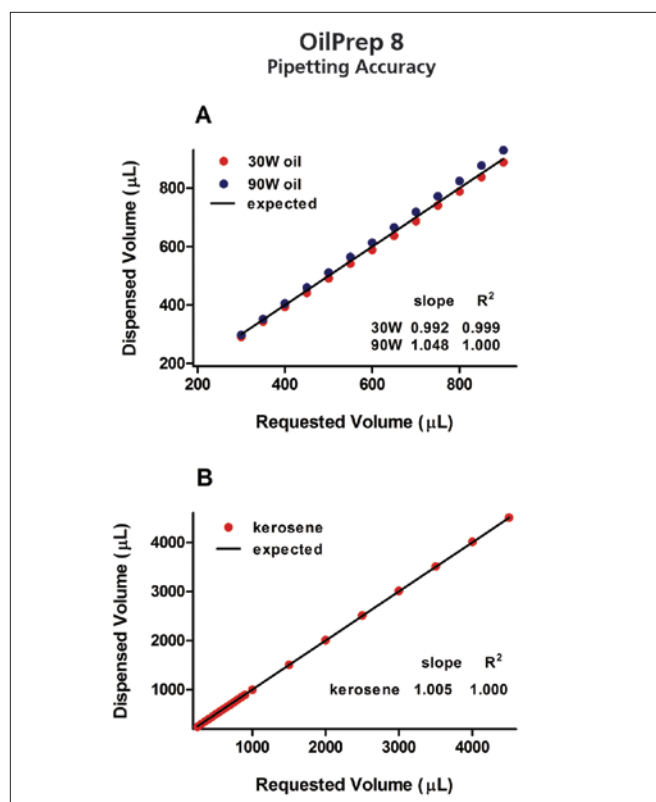 OilPrep 8
Pipetting Accuracy
A
30W oil
90W oil
expected
Dispensed Volume (μL)
800
600
400
200
slope R²
30W 0.992 0.999
90W 1.048 1.000
200 400 600 800
Requested Volume (μL)
B
kerosene
expected
Dispensed Volume (μL)
4000
3000
2000
1000
slope R²
kerosene 1.005 1.000
1000 2000 3000 4000
Requested Volume (μL)